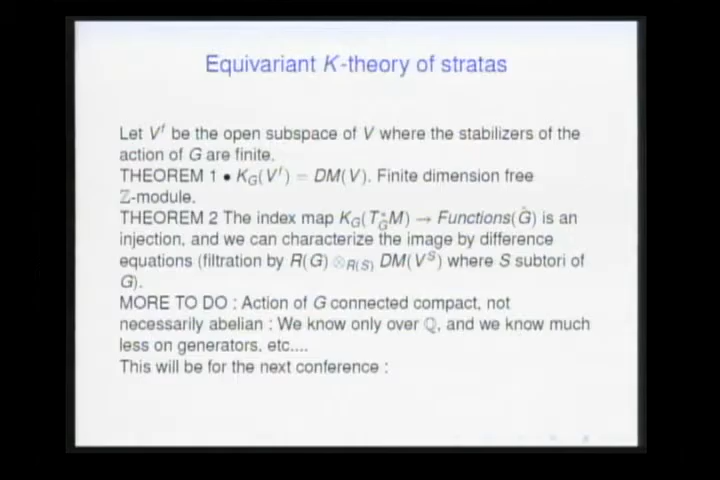 Equivariant K-theory of stratas
Let V^f be the open subspace of V where the stabilizers of the
action of G are finite.
THEOREM 1 • K_G(V^f) = DM(V). Finite dimension free
ℤ-module.
THEOREM 2 The index map K_G(T*_G M) → Functions(Ĝ) is an
injection, and we can characterize the image by difference
equations (filtration by R(G) ⊗_{R(S)} DM(V^S) where S subtori of
G).
MORE TO DO : Action of G connected compact, not
necessarily abelian : We know only over ℚ, and we know much
less on generators, etc....
This will be for the next conference :